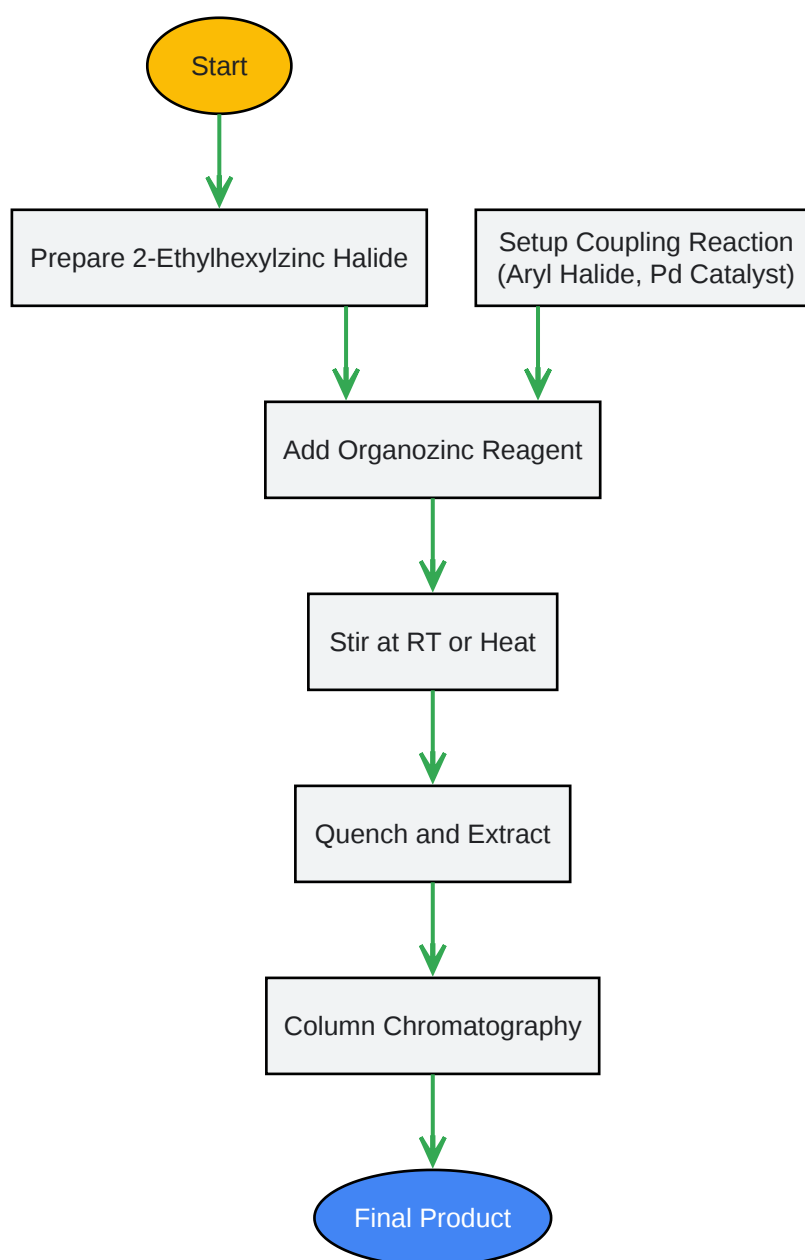 Start
Prepare 2-Ethylhexylzinc Halide
Setup Coupling Reaction
(Aryl Halide, Pd Catalyst)
Add Organozinc Reagent
Stir at RT or Heat
Quench and Extract
Column Chromatography
Final Product